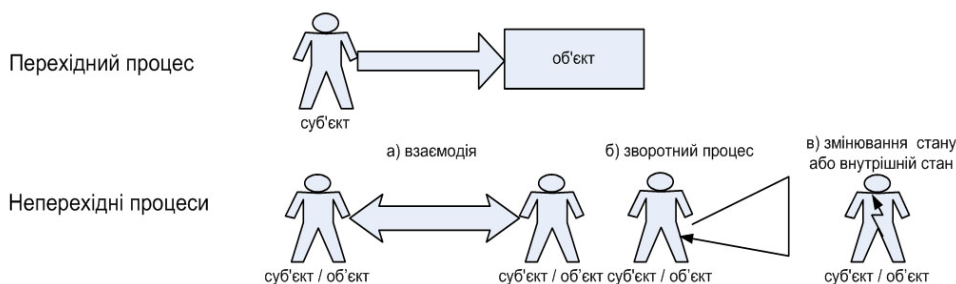 Перехідний процес
об'єкт
суб'єкт
а) взаємодія
б) зворотний процес
в) змінювання стану
або внутрішній стан
Неперехідні процеси
суб'єкт / об’єкт
суб'єкт / об’єкт
суб'єкт / об’єкт
суб'єкт / об’єкт